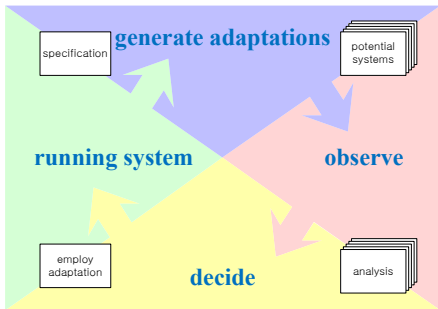 generate adaptations
specification
potential
systems
running system
observe
employ
adaptation
decide
analysis